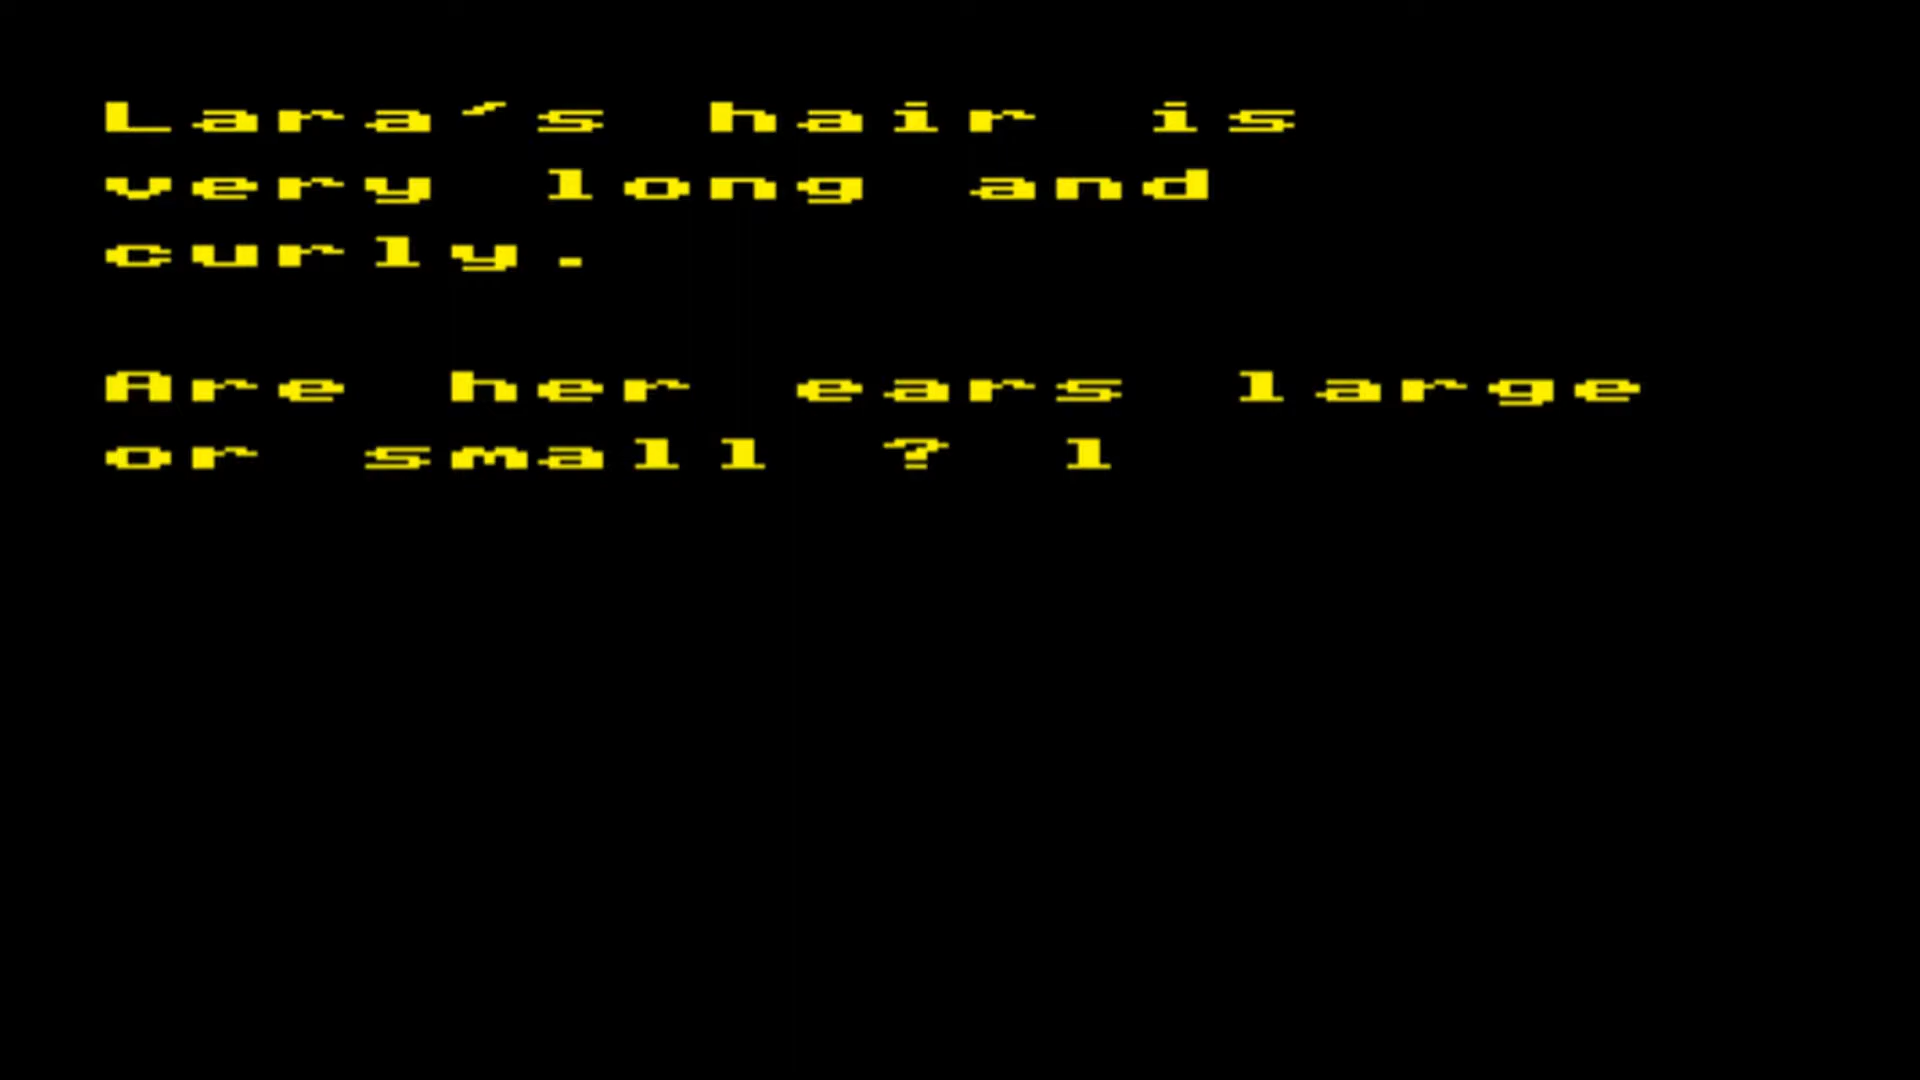 Lara's hair is
very long and
curly.
Are her ears large
or small ? l